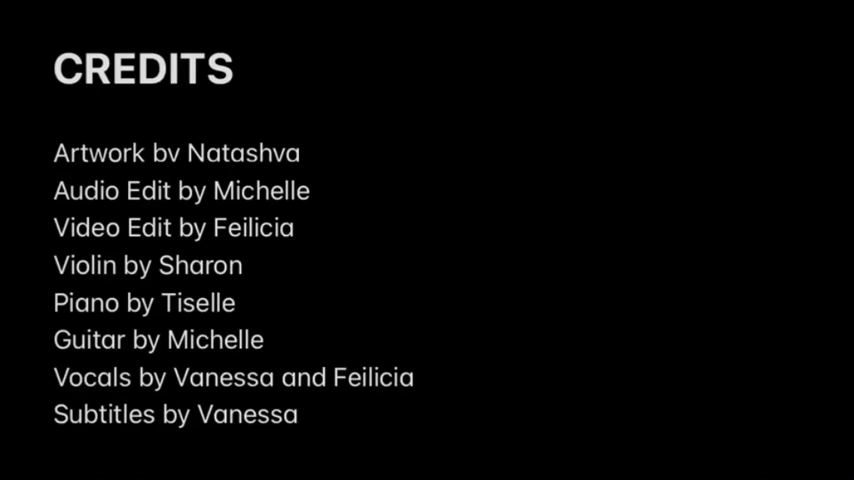 CREDITS
Artwork by Natashya
Audio Edit by Michelle
Video Edit by Feilicia
Violin by Sharon
Piano by Tiselle
Guitar by Michelle
Vocals by Vanessa and Feilicia
Subtitles by Vanessa